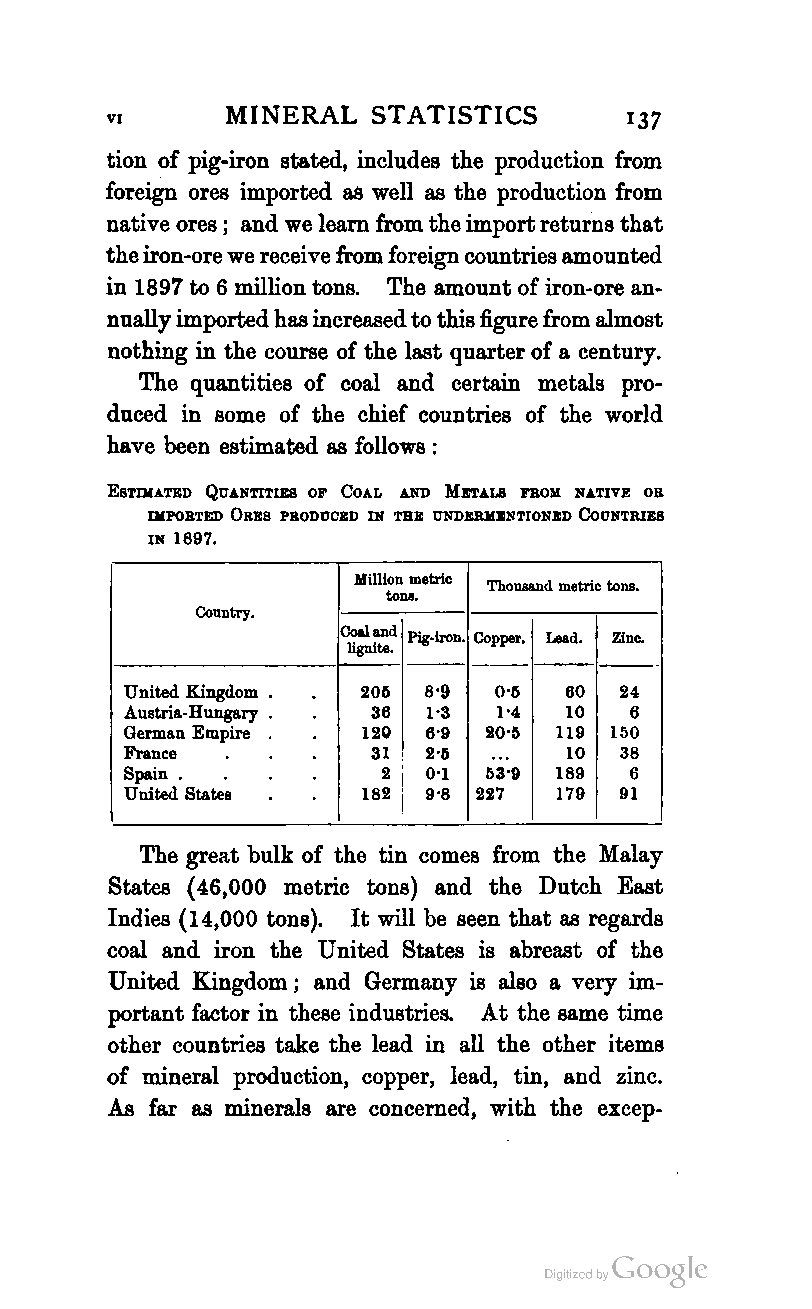 VI MINERAL STATISTICS 137
tion of pig-iron stated, includes the production from
foreign ores imported as well as the production from
native ores; and we learn from the import returns that
the iron-ore we receive from foreign countries amounted
in 1897 to 6 million tons. The amount of iron-ore an-
nually imported has increased to this figure from almost
nothing in the course of the last quarter of a century.
The quantities of coal and certain metals pro-
duced in some of the chief countries of the world
have been estimated as follows:
ESTIMATED QUANTITIES OF COAL AND METALS FROM NATIVE OR
IMPORTED ORES PRODUCED IN THE UNDERMENTIONED COUNTRIES
IN 1897.
Country. Million metric tons. Thousand metric tons.
Coal and lignite. Pig-iron. Copper. Lead. Zinc.
United Kingdom . . 205 8·9 0·5 60 24
Austria-Hungary . . 36 1·3 1·4 10 6
German Empire . . 120 6·9 20·5 119 150
France . . . 31 2·5 ... 10 38
Spain . . . . 2 0·1 53·9 189 6
United States . . 182 9·8 227 179 91
The great bulk of the tin comes from the Malay
States (46,000 metric tons) and the Dutch East
Indies (14,000 tons). It will be seen that as regards
coal and iron the United States is abreast of the
United Kingdom; and Germany is also a very im-
portant factor in these industries. At the same time
other countries take the lead in all the other items
of mineral production, copper, lead, tin, and zinc.
As far as minerals are concerned, with the excep-
Digitized by Google